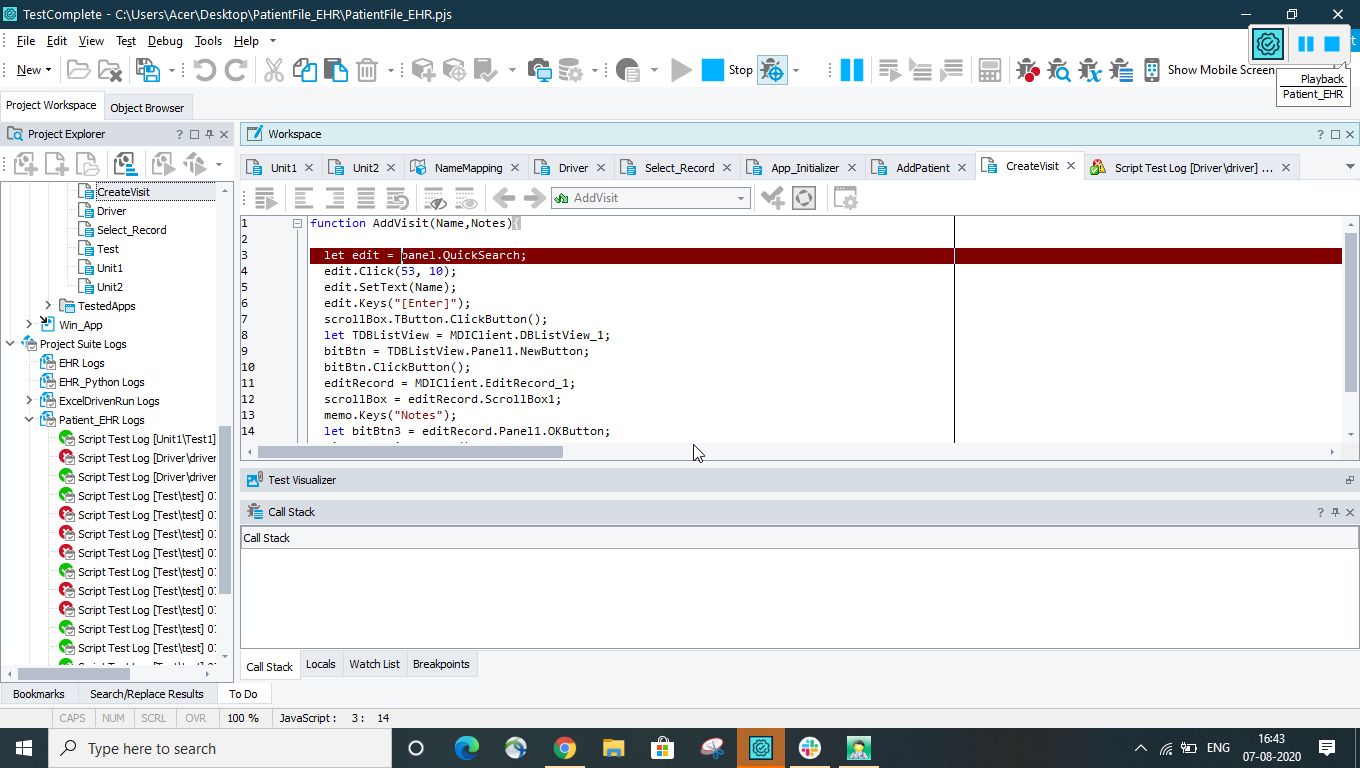 TestComplete - C:\Users\Acer\Desktop\PatientFile_EHR\PatientFile_EHR.pjs
File Edit View Test Debug Tools Help
New Stop Show Mobile Screen
Playback
Patient_EHR
Project Workspace Object Browser
Project Explorer
CreateVisit
Driver
Select_Record
Test
Unit1
Unit2
TestedApps
Win_App
Project Suite Logs
EHR Logs
EHR_Python Logs
ExcelDrivenRun Logs
Patient_EHR Logs
Script Test Log [Unit1\Test1]
Script Test Log [Driver\driver
Script Test Log [Driver\driver
Script Test Log [Test\test] 07
Script Test Log [Test\test] 07
Script Test Log [Test\test] 07
Script Test Log [Test\test] 07
Script Test Log [Test\test] 07
Script Test Log [Test\test] 07
Script Test Log [Test\test] 07
Script Test Log [Test\test] 07
Script Test Log [Test\test] 07
Workspace
Unit1 Unit2 NameMapping Driver Select_Record App_Initializer AddPatient CreateVisit Script Test Log [Driver\driver] ...
AddVisit
1 function AddVisit(Name,Notes){
2
3 let edit = panel.QuickSearch;
4 edit.Click(53, 10);
5 edit.SetText(Name);
6 edit.Keys("[Enter]");
7 scrollBox.TButton.ClickButton();
8 let TDBListView = MDIClient.DBListView_1;
9 bitBtn = TDBListView.Panel1.NewButton;
10 bitBtn.ClickButton();
11 editRecord = MDIClient.EditRecord_1;
12 scrollBox = editRecord.ScrollBox1;
13 memo.Keys("Notes");
14 let bitBtn3 = editRecord.Panel1.OKButton;
Test Visualizer
Call Stack
Call Stack
Call Stack Locals Watch List Breakpoints
Bookmarks Search/Replace Results To Do
CAPS NUM SCRL OVR 100 % JavaScript : 3 : 14
Type here to search
ENG
16:43
07-08-2020